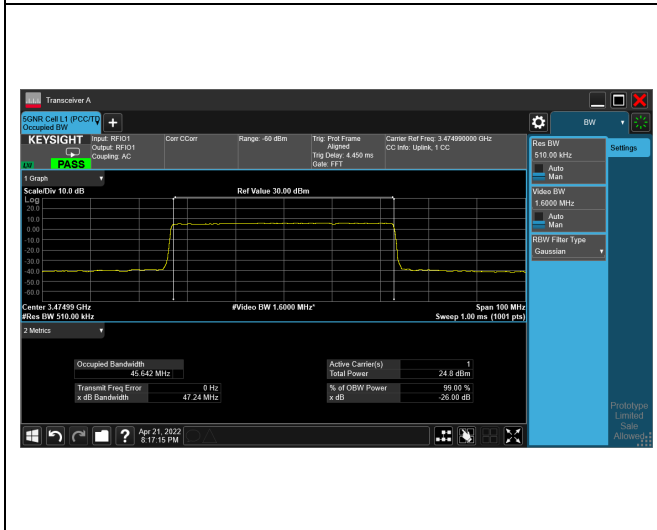 Transceiver A
5GNR Cell L1 (PCC/TD
Occupied BW
BW
KEYSIGHT
LW
PASS
Input: RFIO1
Output: RFIO1
Coupling: AC
Corr CCorr
Range: -60 dBm
Trig: Prot Frame
Aligned
Trig Delay: 4.450 ms
Gate: FFT
Carrier Ref Freq: 3.474990000 GHz
CC Info: Uplink, 1 CC
1 Graph
Scale/Div 10.0 dB
Ref Value 30.00 dBm
Log
20.0
10.0
0.00
-10.0
-20.0
-30.0
-40.0
-50.0
-60.0
Center 3.47499 GHz
#Video BW 1.6000 MHz*
Span 100 MHz
#Res BW 510.00 kHz
Sweep 1.00 ms (1001 pts)
2 Metrics
Occupied Bandwidth
45.642 MHz
Transmit Freq Error 0 Hz
x dB Bandwidth 47.24 MHz
Active Carrier(s) 1
Total Power 24.8 dBm
% of OBW Power 99.00 %
x dB -26.00 dB
Res BW
510.00 kHz
Auto
Man
Video BW
1.6000 MHz
Auto
Man
RBW Filter Type
Gaussian
Settings
Prototype
Limited
Sale
Allowed
?
Apr 21, 2022
8:17:15 PM